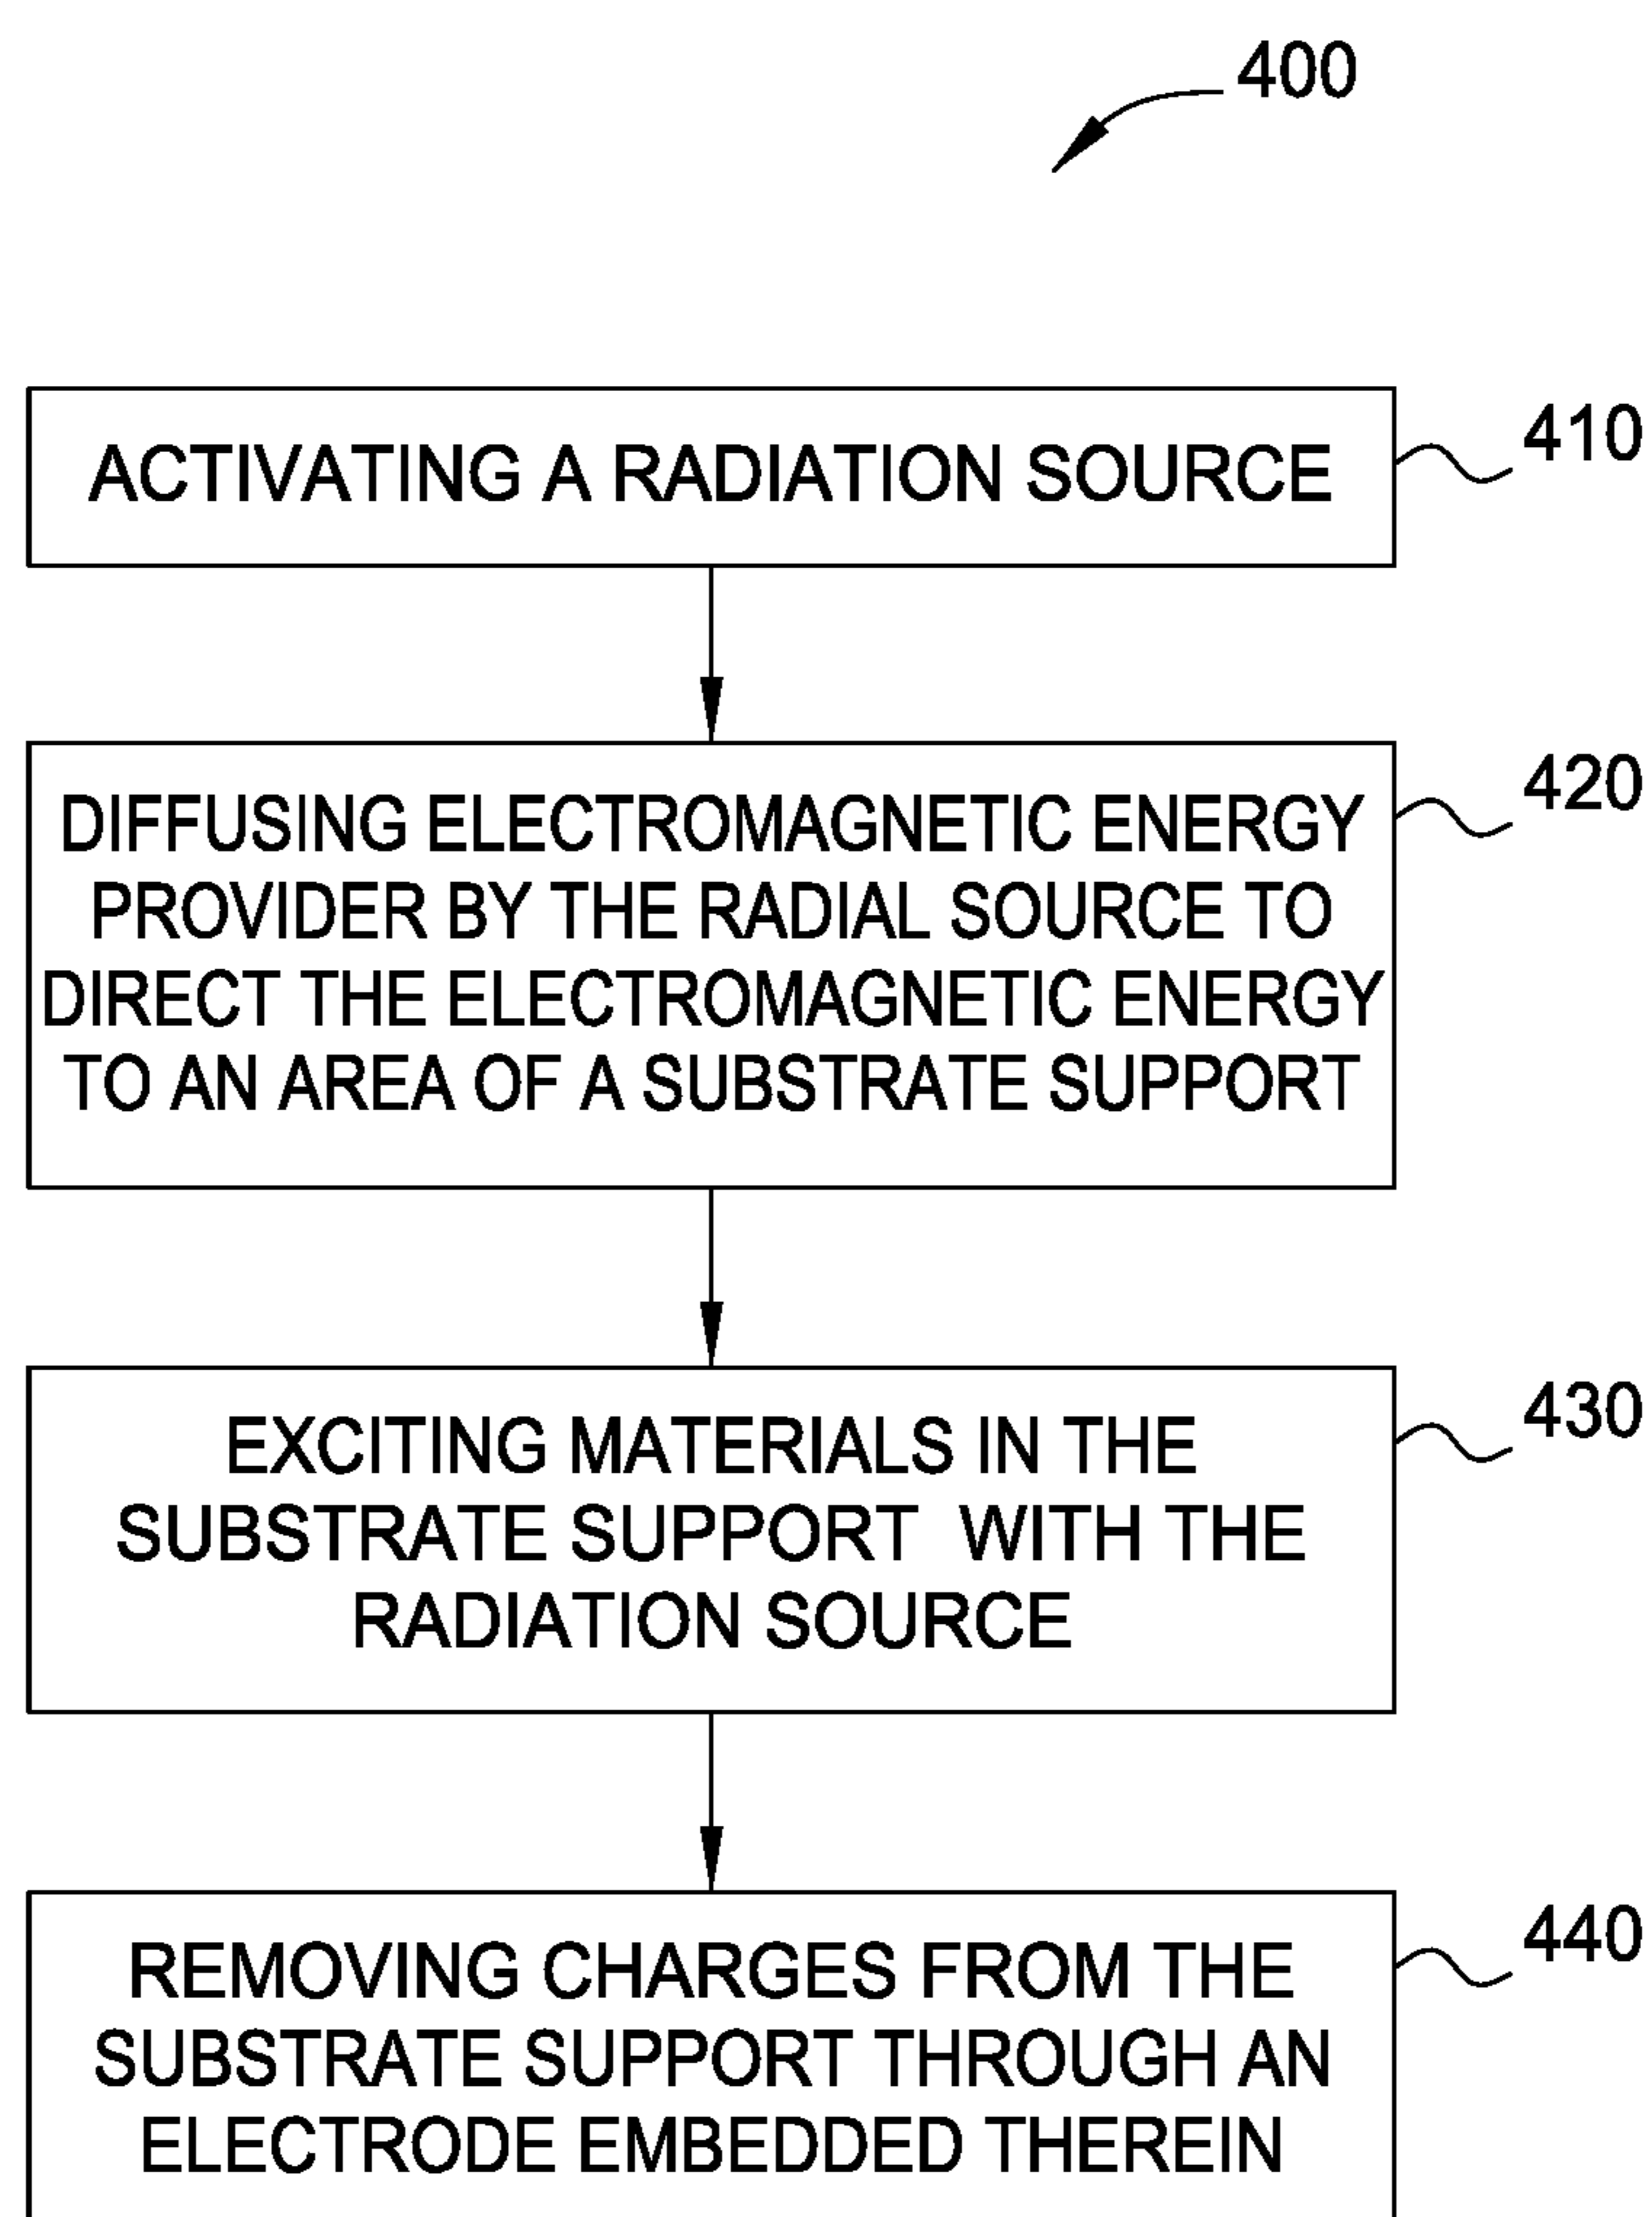 400
ACTIVATING A RADIATION SOURCE
410
DIFFUSING ELECTROMAGNETIC ENERGY
PROVIDER BY THE RADIAL SOURCE TO
DIRECT THE ELECTROMAGNETIC ENERGY
TO AN AREA OF A SUBSTRATE SUPPORT
420
EXCITING MATERIALS IN THE
SUBSTRATE SUPPORT WITH THE
RADIATION SOURCE
430
REMOVING CHARGES FROM THE
SUBSTRATE SUPPORT THROUGH AN
ELECTRODE EMBEDDED THEREIN
440